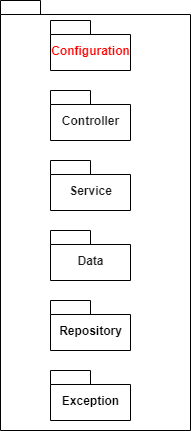 Configuration
Controller
Service
Data
Repository
Exception